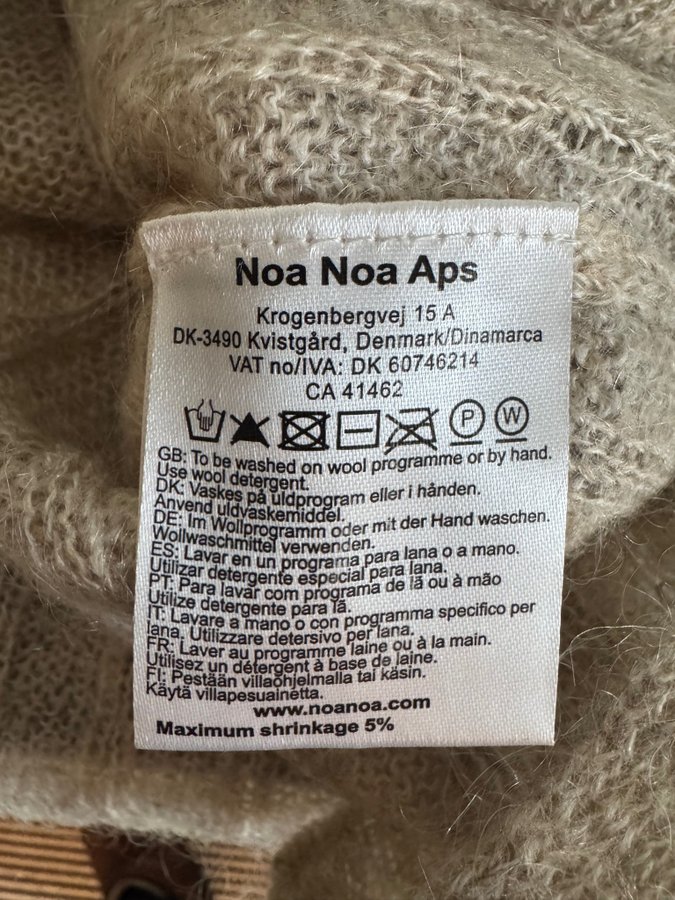 Noa Noa Aps
Krogenbergvej 15 A
DK-3490 Kvistgård, Denmark/Dinamarca
VAT no/IVA: DK 60746214
CA 41462
P W
GB: To be washed on wool programme or by hand.
Use wool detergent.
DK: Vaskes på uldprogram eller i hånden.
Anvend uldvaskemiddel.
DE: Im Wollprogramm oder mit der Hand waschen.
Wollwaschmittel verwenden.
ES: Lavar en un programa para lana o a mano.
Utilizar detergente especial para lana.
PT: Para lavar com programa de lã ou à mão
Utilize detergente para lã.
IT: Lavare a mano o con programma specifico per
lana, Utilizzare detersivo per lana.
FR: Laver au programme laine ou à la main.
Utilisez un détergent à base de laine.
FI: Pestään villaohjelmalla tai käsin.
Käytä villapesuainetta.
www.noanoa.com
Maximum shrinkage 5%